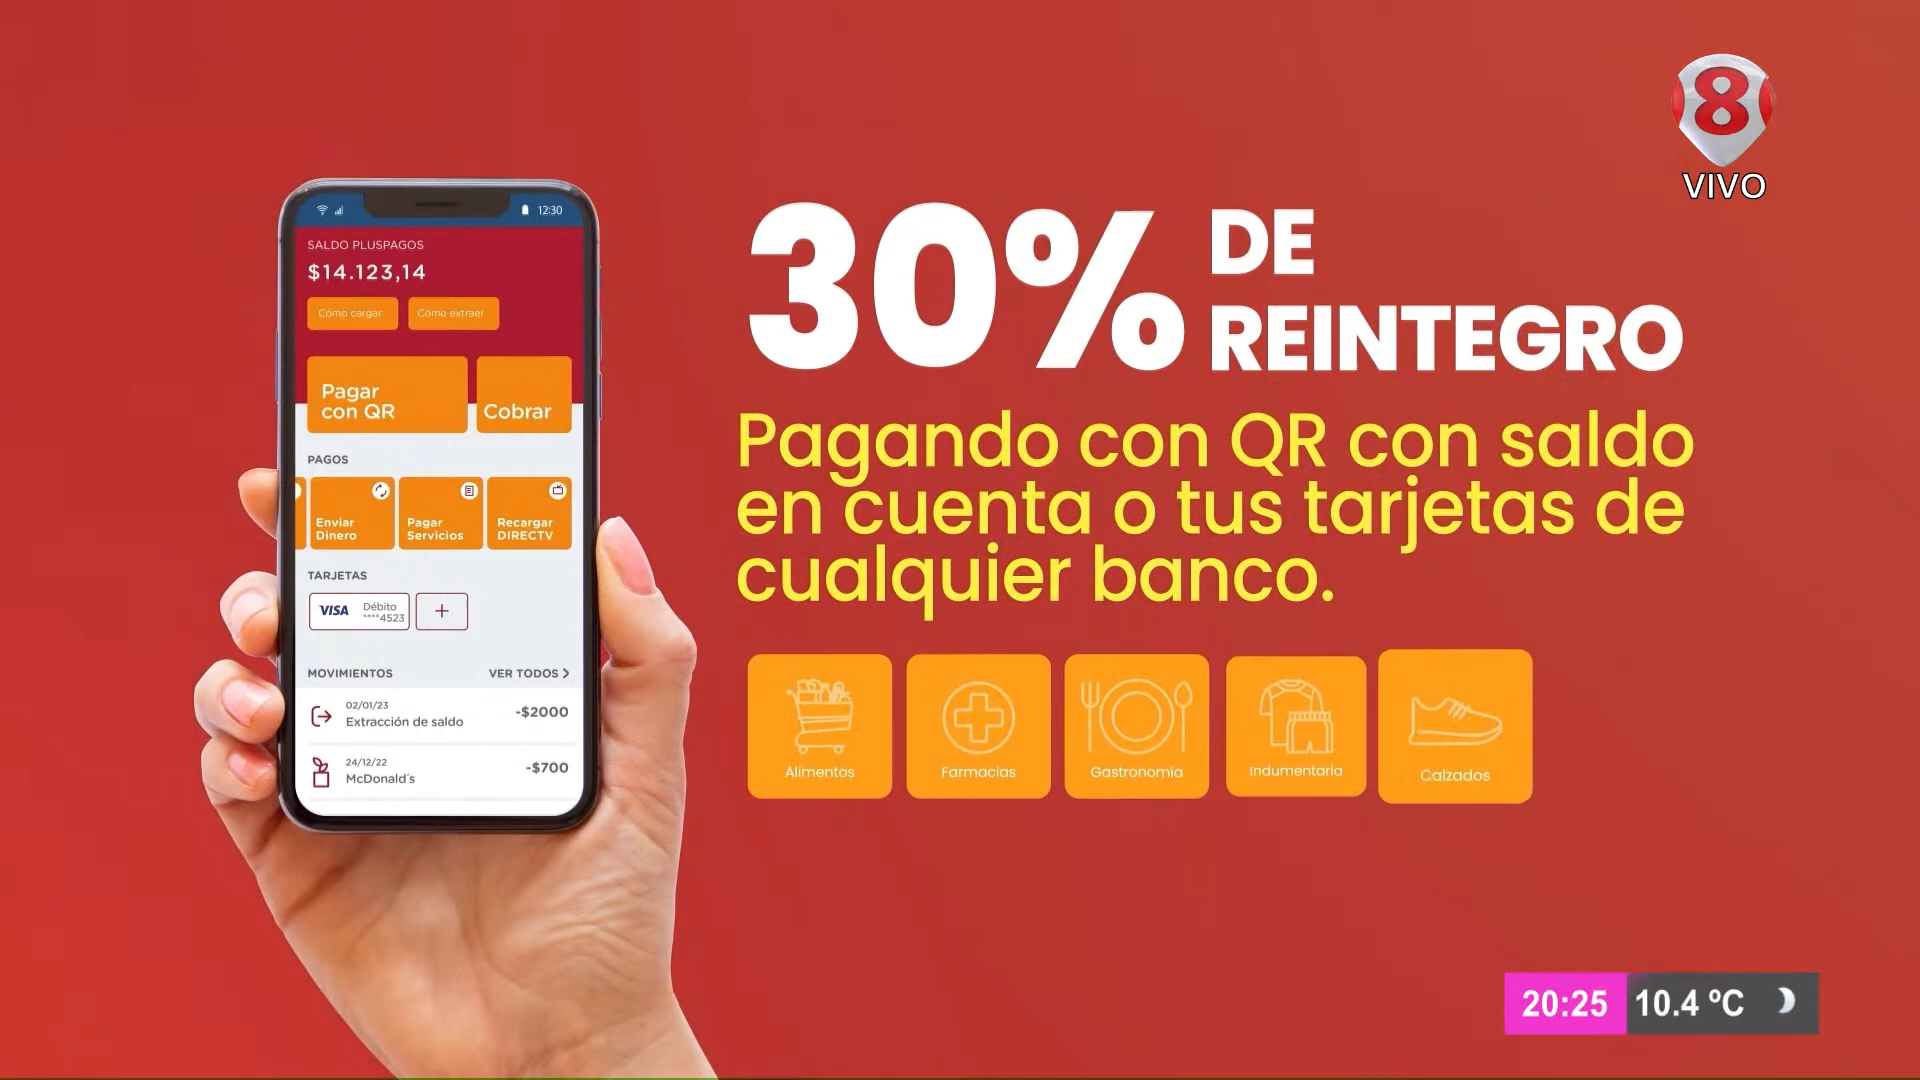 8
VIVO
12:30
SALDO PLUSPAGOS
$14.123,14
Cómo cargar
Cómo extraer
Pagar
con QR
Cobrar
PAGOS
Enviar
Dinero
Pagar
Servicios
Recargar
DIRECTV
TARJETAS
VISA
Débito
****4523
+
MOVIMIENTOS
VER TODOS >
02/01/23
Extracción de saldo
-$2000
24/12/22
McDonald´s
-$700
30% DE
REINTEGRO
Pagando con QR con saldo
en cuenta o tus tarjetas de
cualquier banco.
Alimentos
Farmacias
Gastronomía
Indumentaria
Calzados
20:25
10.4 ºC